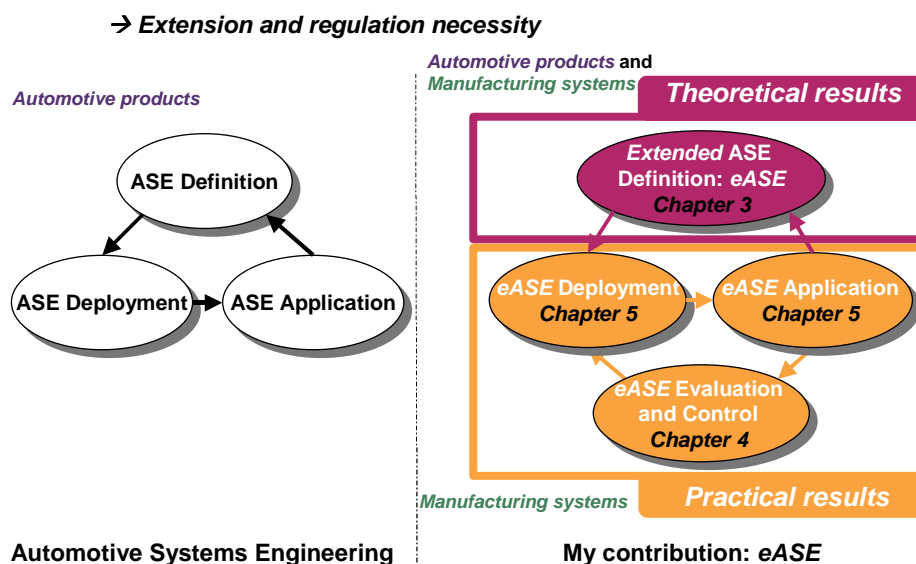 → Extension and regulation necessity
Automotive products
ASE Definition
ASE Deployment
ASE Application
Automotive Systems Engineering
Automotive products and
Manufacturing systems
Theoretical results
Extended ASE
Definition: eASE
Chapter 3
eASE Deployment
Chapter 5
eASE Application
Chapter 5
eASE Evaluation
and Control
Chapter 4
Manufacturing systems
Practical results
My contribution: eASE